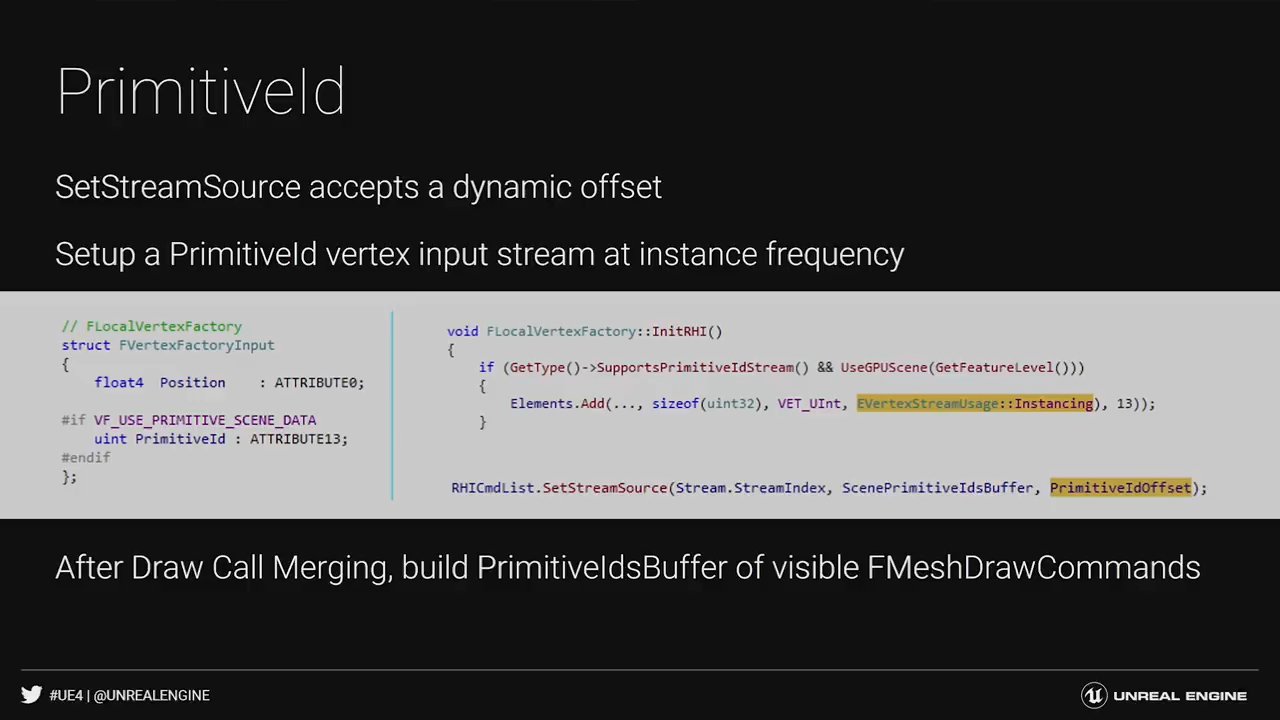 PrimitiveId
SetStreamSource accepts a dynamic offset
Setup a PrimitiveId vertex input stream at instance frequency
// FLocalVertexFactory
struct FVertexFactoryInput
{
float4 Position : ATTRIBUTE0;
#if VF_USE_PRIMITIVE_SCENE_DATA
uint PrimitiveId : ATTRIBUTE13;
#endif
};
void FLocalVertexFactory::InitRHI()
{
if (GetType()->SupportsPrimitiveIdStream() && UseGPUScene(GetFeatureLevel()))
{
Elements.Add(..., sizeof(uint32), VET_UInt, EVertexStreamUsage::Instancing), 13));
}
RHICmdList.SetStreamSource(Stream.StreamIndex, ScenePrimitiveIdsBuffer, PrimitiveIdOffset);
After Draw Call Merging, build PrimitiveIdsBuffer of visible FMeshDrawCommands
#UE4 | @UNREALENGINE
UNREAL ENGINE